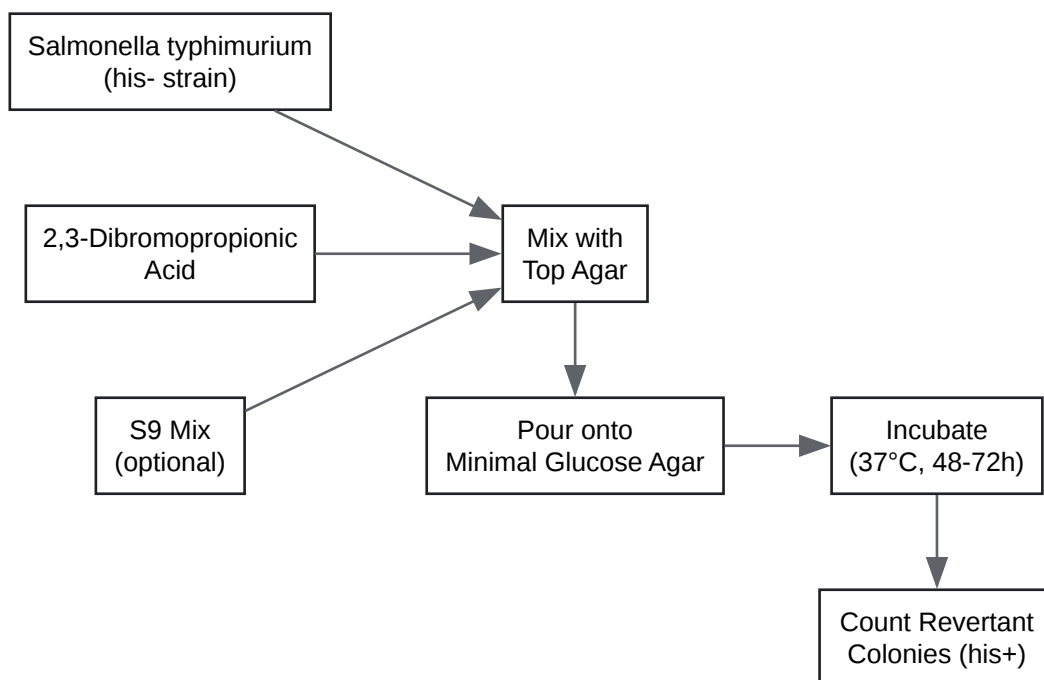 Salmonella typhimurium
(his- strain)
2,3-Dibromopropionic
Acid
Mix with
Top Agar
S9 Mix
(optional)
Pour onto
Minimal Glucose Agar
Incubate
(37°C, 48-72h)
Count Revertant
Colonies (his+)